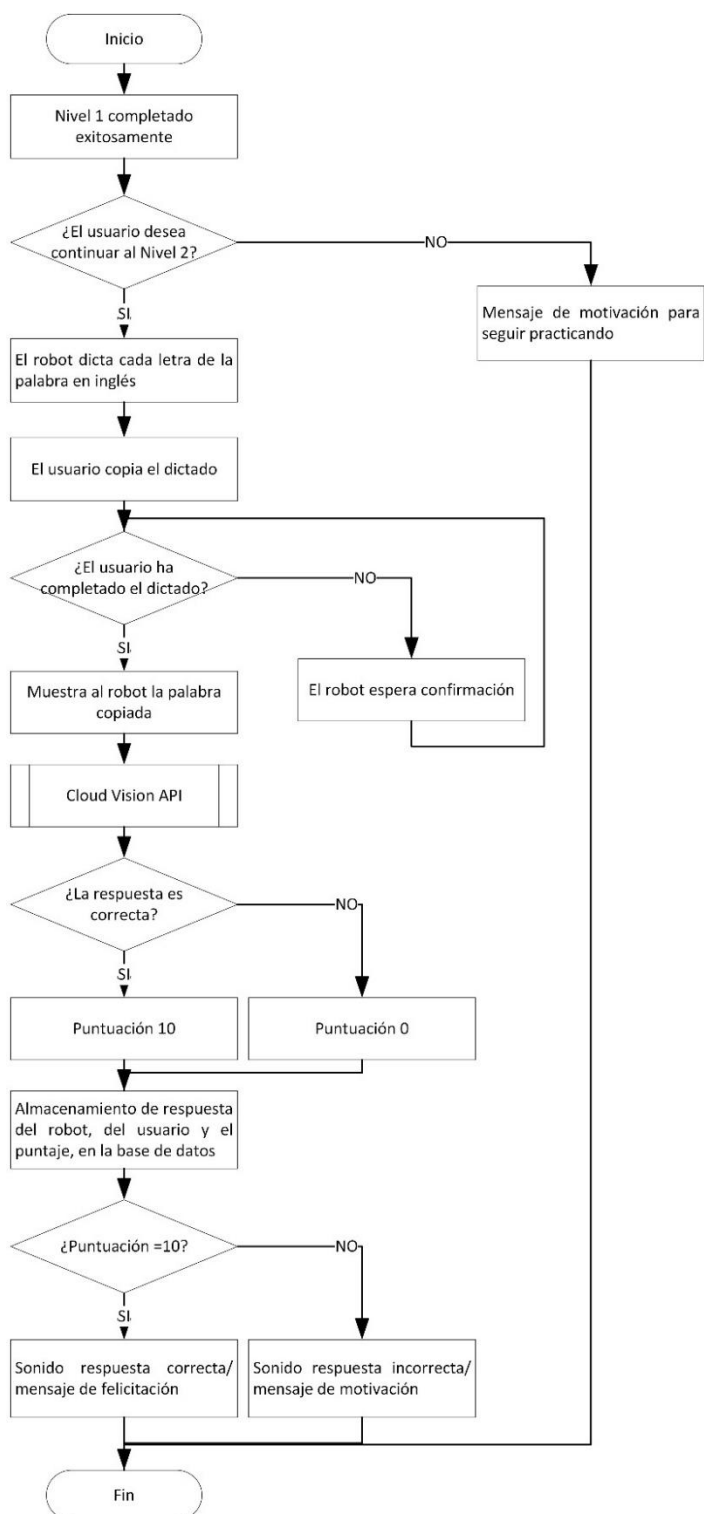 Inicio
Nivel 1 completado
exitosamente
¿El usuario desea
continuar al Nivel 2?
NO
SI
Mensaje de motivación para
seguir practicando
El robot dicta cada letra de la
palabra en inglés
El usuario copia el dictado
¿El usuario ha
completado el dictado?
NO
SI
El robot espera confirmación
Muestra al robot la palabra
copiada
Cloud Vision API
¿La respuesta es
correcta?
NO
SI
Puntuación 10
Puntuación 0
Almacenamiento de respuesta
del robot, del usuario y el
puntaje, en la base de datos
¿Puntuación =10?
NO
SI
Sonido respuesta correcta/
mensaje de felicitación
Sonido respuesta incorrecta/
mensaje de motivación
Fin